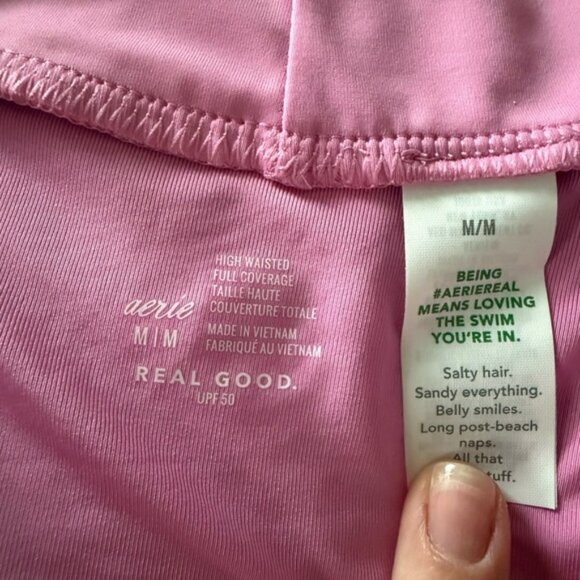 HIGH WAISTED
FULL COVERAGE
TAILLE HAUTE
COUVERTURE TOTALE
aerie
M|M
MADE IN VIETNAM
FABRIQUÉ AU VIETNAM
REAL GOOD.
UPF 50
M/M
BEING
#AERIEREAL
MEANS LOVING
THE SWIM
YOU'RE IN.
Salty hair.
Sandy everything.
Belly smiles.
Long post-beach
naps.
All that